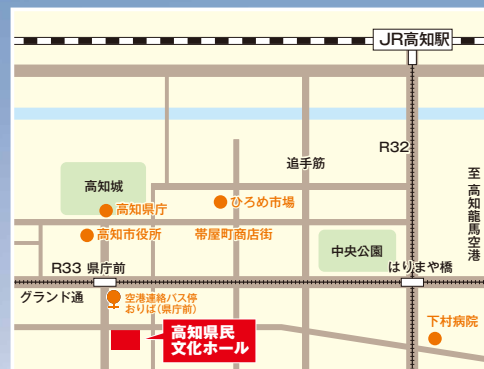 JR高知駅
R32
追手筋
至 高知龍馬空港
高知城
高知県庁
ひろめ市場
高知市役所
帯屋町商店街
中央公園
R33 県庁前
はりまや橋
グランド通
空港連絡バス停
おりば(県庁前)
下村病院
高知県民
文化ホール